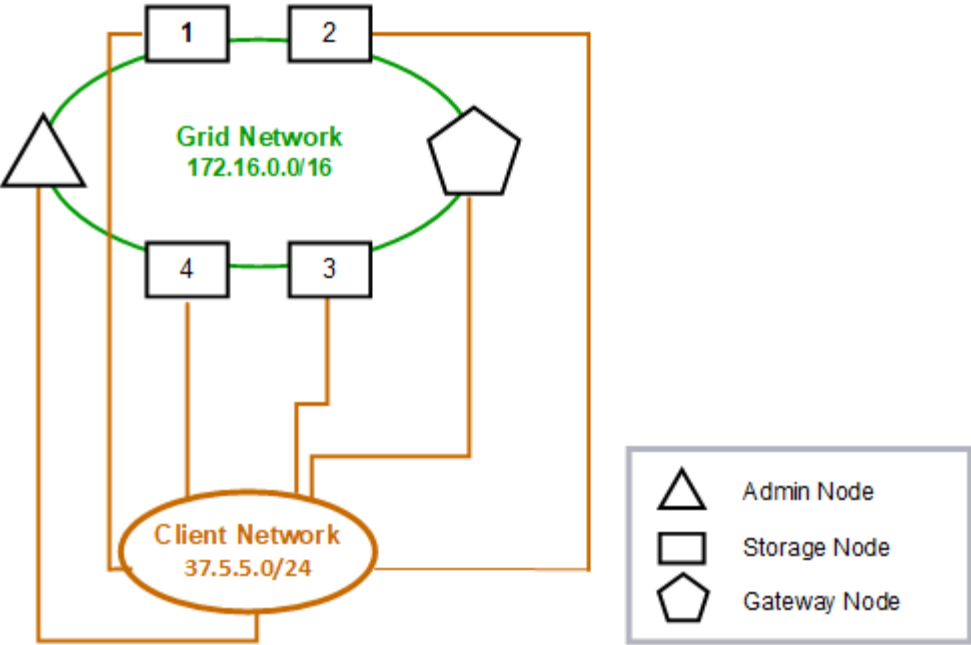 1
2
Grid Network
172.16.0.0/16
4
3
Client Network
37.5.5.0/24
Admin Node
Storage Node
Gateway Node